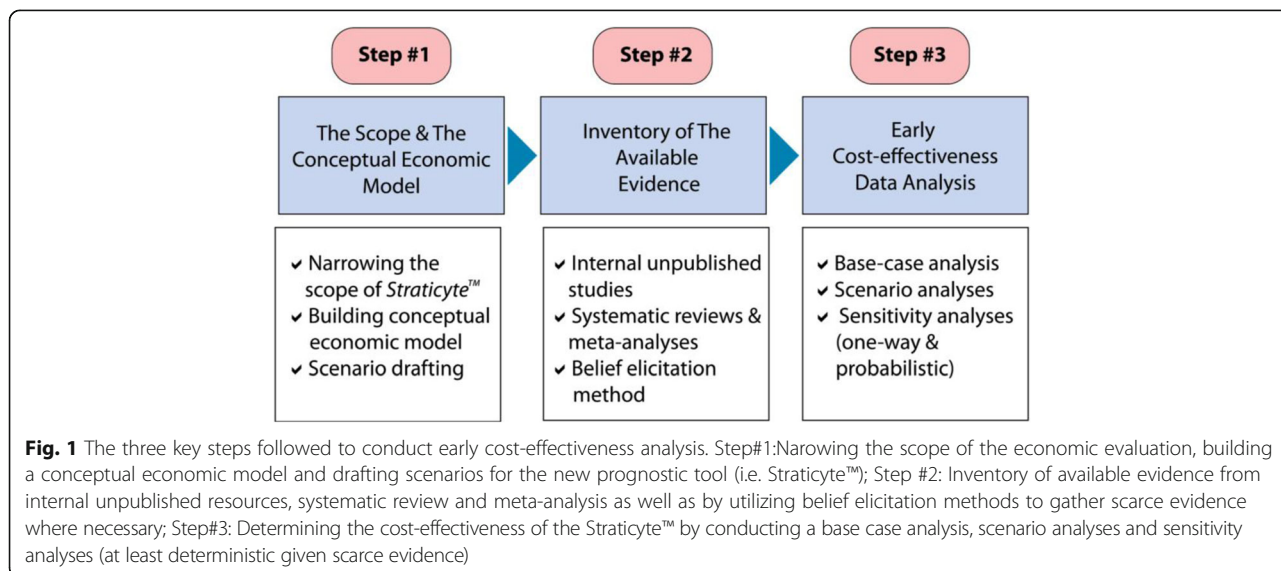 Step #1
Step #2
Step #3
The Scope & The
Conceptual Economic
Model
Inventory of The
Available
Evidence
Early
Cost-effectiveness
Data Analysis
✔ Narrowing the
scope of Straticyte™
✔ Building conceptual
economic model
✔ Scenario drafting
✔ Internal unpublished
studies
✔ Systematic reviews &
meta-analyses
✔ Belief elicitation
method
✔ Base-case analysis
✔ Scenario analyses
✔ Sensitivity analyses
(one-way &
probabilistic)
Fig. 1 The three key steps followed to conduct early cost-effectiveness analysis. Step#1:Narowing the scope of the economic evaluation, building
a conceptual economic model and drafting scenarios for the new prognostic tool (i.e. Straticyte™); Step #2: Inventory of available evidence from
internal unpublished resources, systematic review and meta-analysis as well as by utilizing belief elicitation methods to gather scarce evidence
where necessary; Step#3: Determining the cost-effectiveness of the Straticyte™ by conducting a base case analysis, scenario analyses and sensitivity
analyses (at least deterministic given scarce evidence)